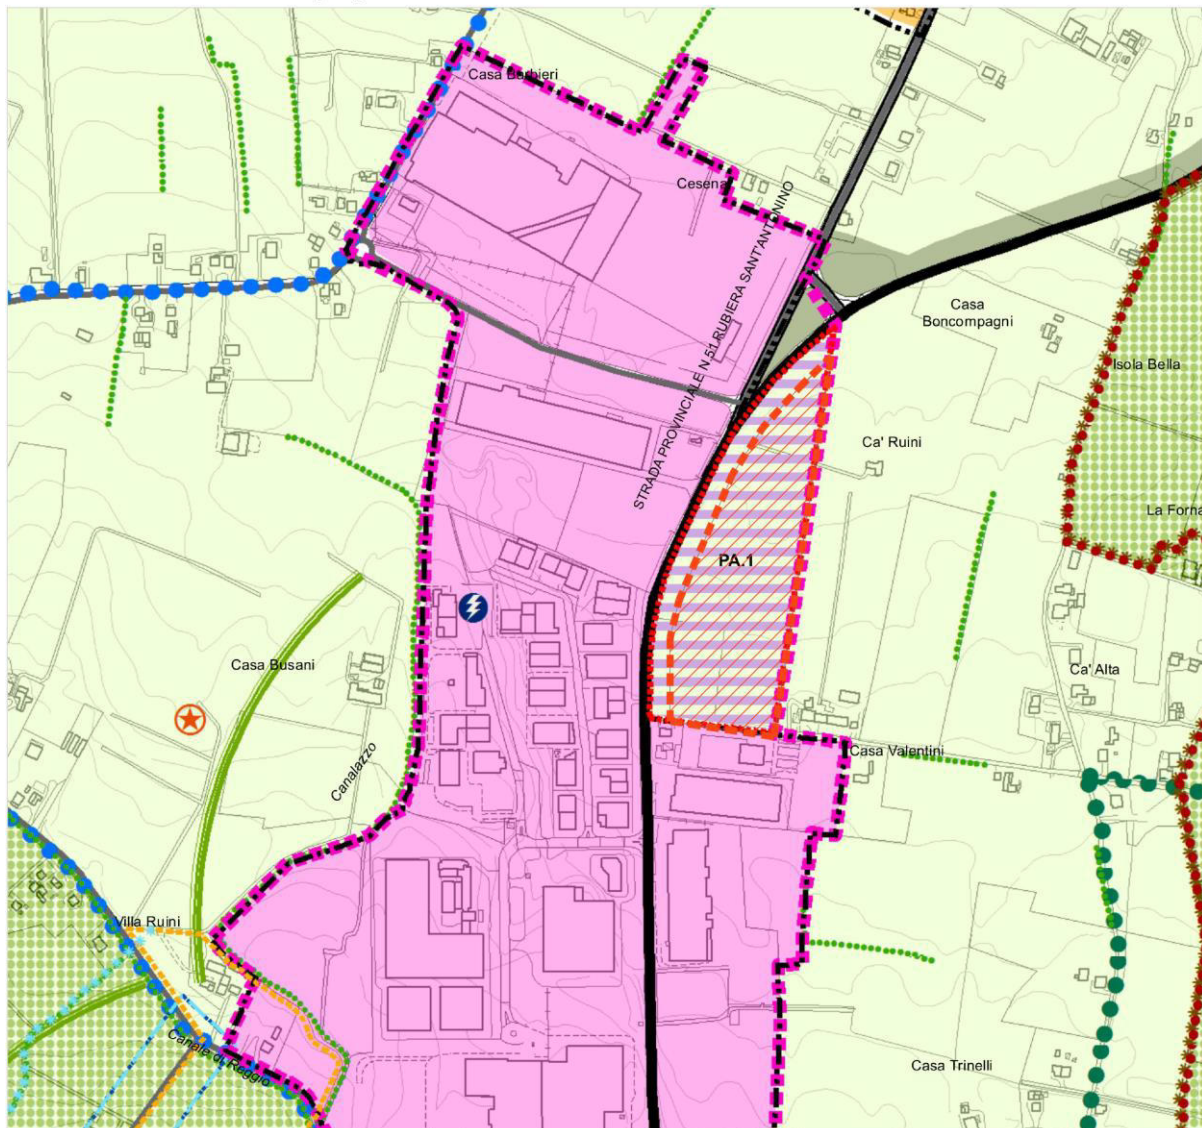 Casa Barbieri
Cesena
STRADA PROVINCIALE N 51 RUBIERA SANT'ANTONINO
Casa
Boncompagni
Isola Bella
Ca' Ruini
La Forna
PA.1
Casa Busani
Ca' Alta
Canalazzo
Casa Valentini
Villa Ruini
Canale di Reggio
Casa Trinelli